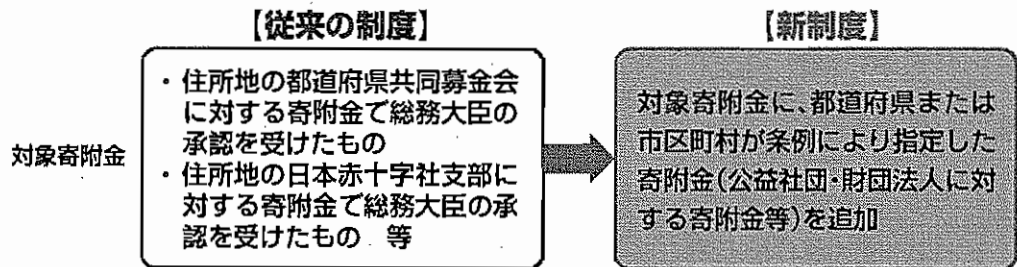 【従来の制度】
・住所地の都道府県共同募金会
に対する寄附金で総務大臣の
承認を受けたもの
・住所地の日本赤十字社支部に
対する寄附金で総務大臣の承
認を受けたもの 等
対象寄附金
【新制度】
対象寄附金に、都道府県または
市区町村が条例により指定した
寄附金(公益社団・財団法人に対
する寄附金等)を追加